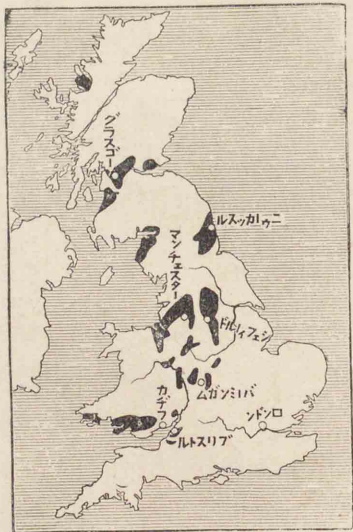 グラスゴー
ニゥカッスル
マンチェスター
シェフィルド
バーミンガム
カヂフ
ロンドン
ブリストル